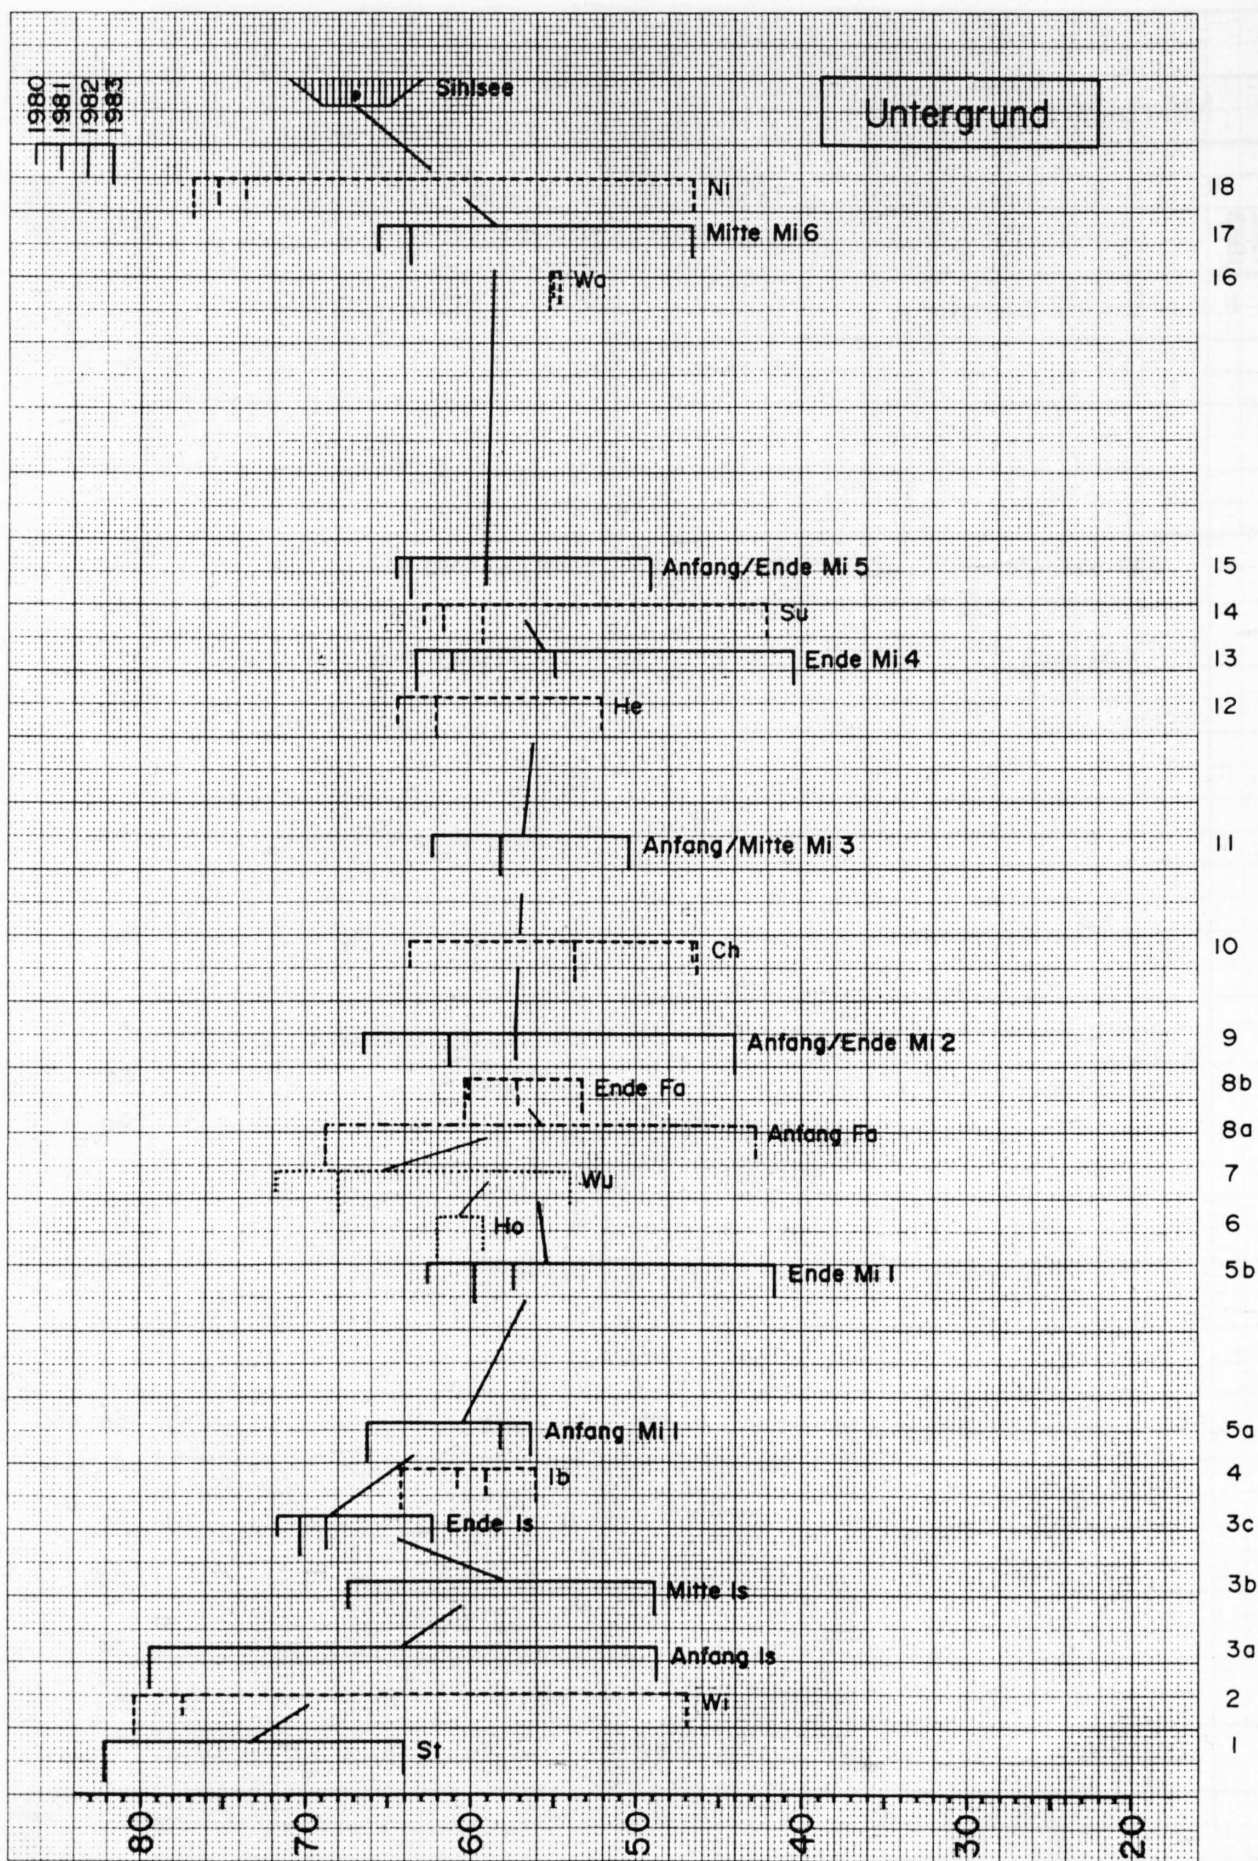 1980
1981
1982
1983
Sihlsee
Untergrund
Ni 18
Mitte Mi 6 17
Wa 16
Anfang/Ende Mi 5 15
Su 14
Ende Mi 4 13
He 12
Anfang/Mitte Mi 3 11
Ch 10
Anfang/Ende Mi 2 9
Ende Fa 8b
Anfang Fa 8a
Wu 7
Ho 6
Ende Mi 1 5b
Anfang Mi 1 5a
Ib 4
Ende Is 3c
Mitte Is 3b
Anfang Is 3a
Wi 2
St 1
80 70 60 50 40 30 20